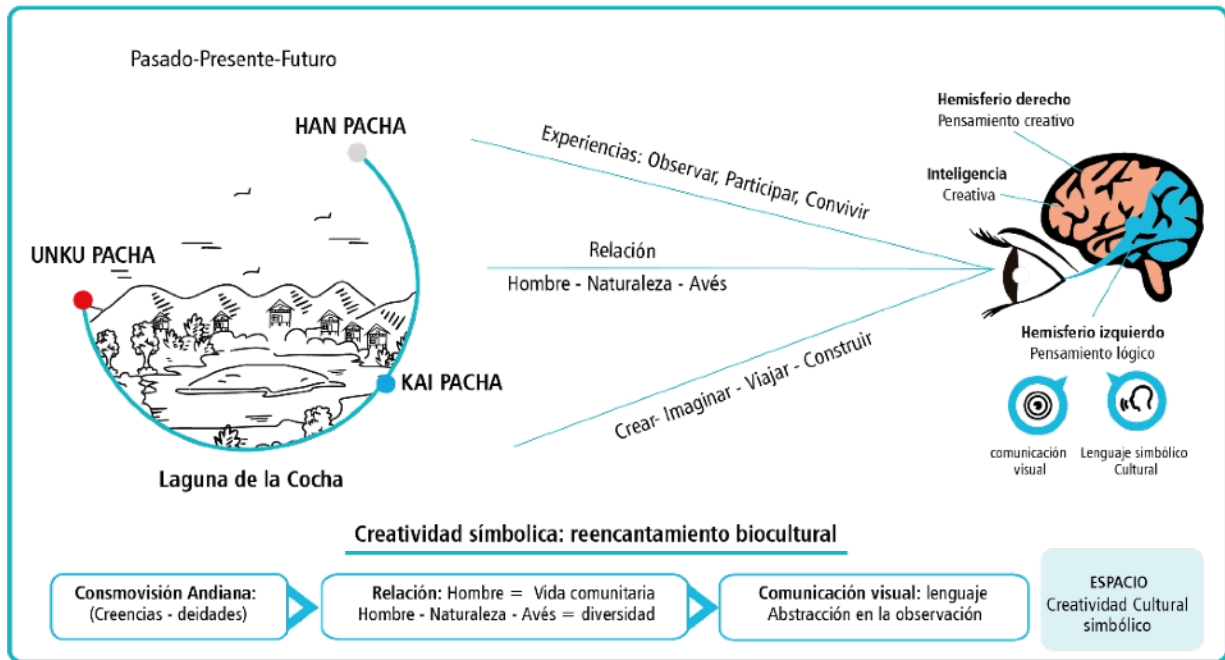 Pasado-Presente-Futuro
HAN PACHA
UNKU PACHA
KAI PACHA
Laguna de la Cocha
Experiencias: Observar, Participar, Convivir
Relación
Hombre - Naturaleza - Avés
Crear- Imaginar - Viajar - Construir
Hemisferio derecho
Pensamiento creativo
Inteligencia
Creativa
Hemisferio izquierdo
Pensamiento lógico
comunicación
visual
Lenguaje simbólico
Cultural
Creatividad símbolica: reencantamiento biocultural
Consmovisión Andiana:
(Creencias - deidades)
Relación: Hombre = Vida comunitaria
Hombre - Naturaleza - Avés = diversidad
Comunicación visual: lenguaje
Abstracción en la observación
ESPACIO
Creatividad Cultural
simbólico